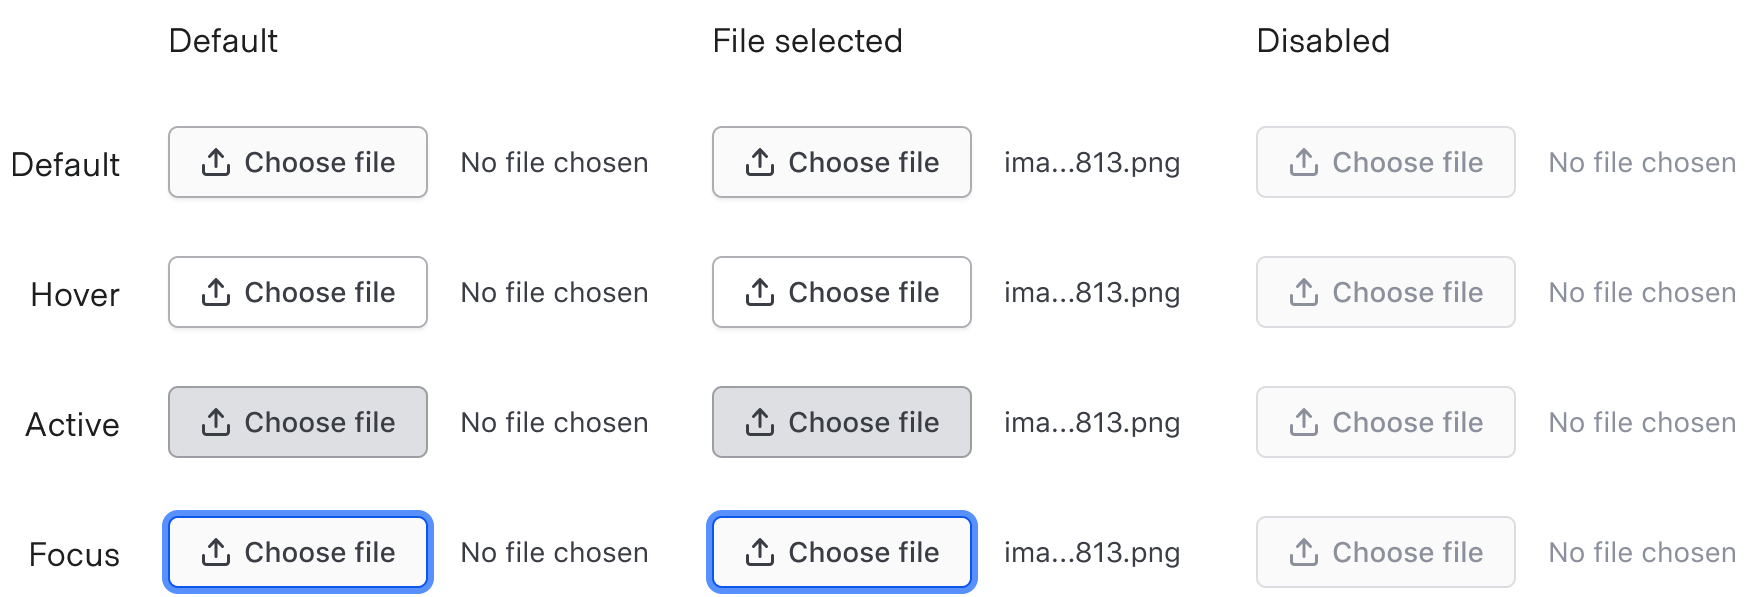 Default File selected Disabled
Default Choose file No file chosen Choose file ima...813.png Choose file No file chosen
Hover Choose file No file chosen Choose file ima...813.png Choose file No file chosen
Active Choose file No file chosen Choose file ima...813.png Choose file No file chosen
Focus Choose file No file chosen Choose file ima...813.png Choose file No file chosen